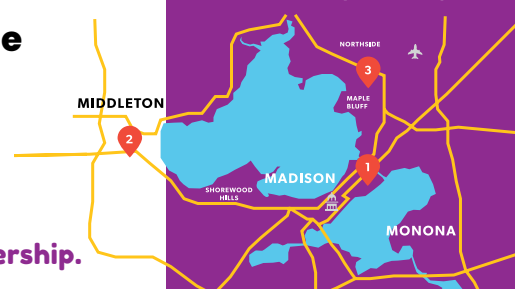 e
NORTHSIDE
3
MAPLE
BLUFF
MIDDLETON
2
1
MADISON
SHOREWOOD
HILLS
MONONA
ership.